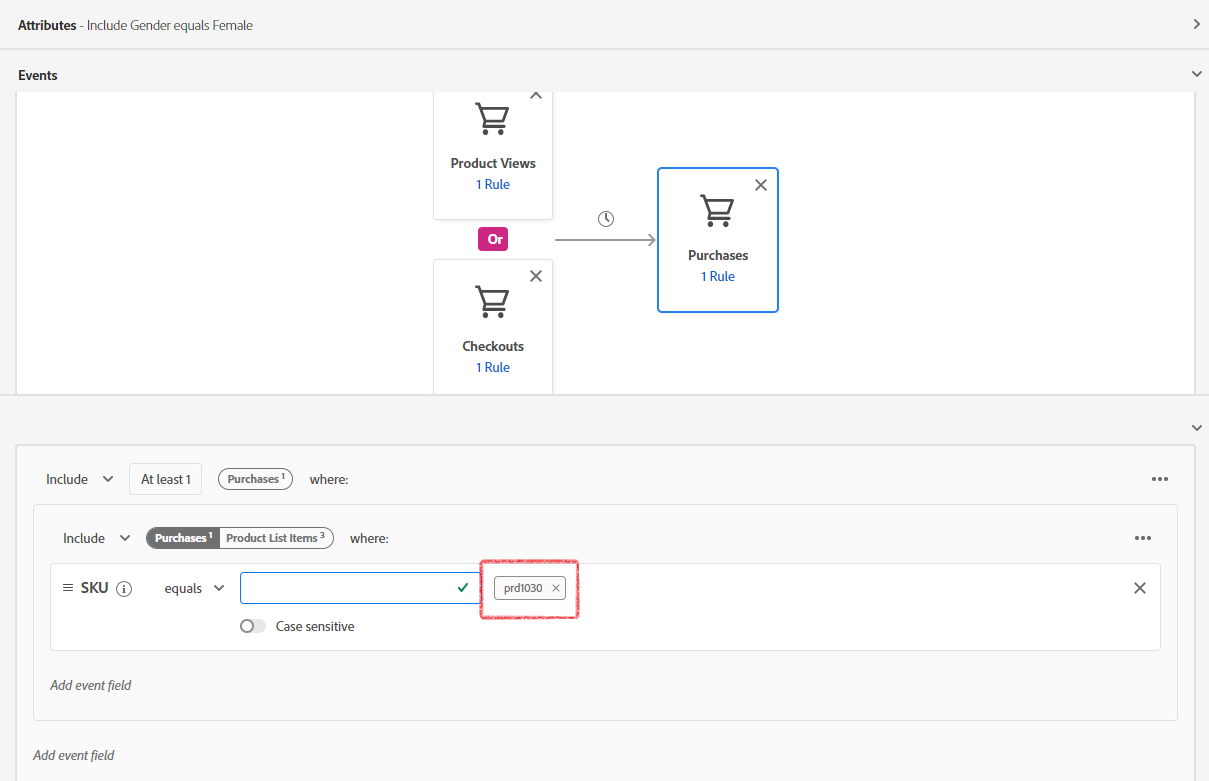 Attributes - Include Gender equals Female
Events
Product Views
1 Rule
Or
Purchases
1 Rule
Checkouts
1 Rule
Include At least 1 Purchases 1 where:
Include Purchases 1 Product List Items 3 where:
SKU i equals prd1030
Case sensitive
Add event field
Add event field